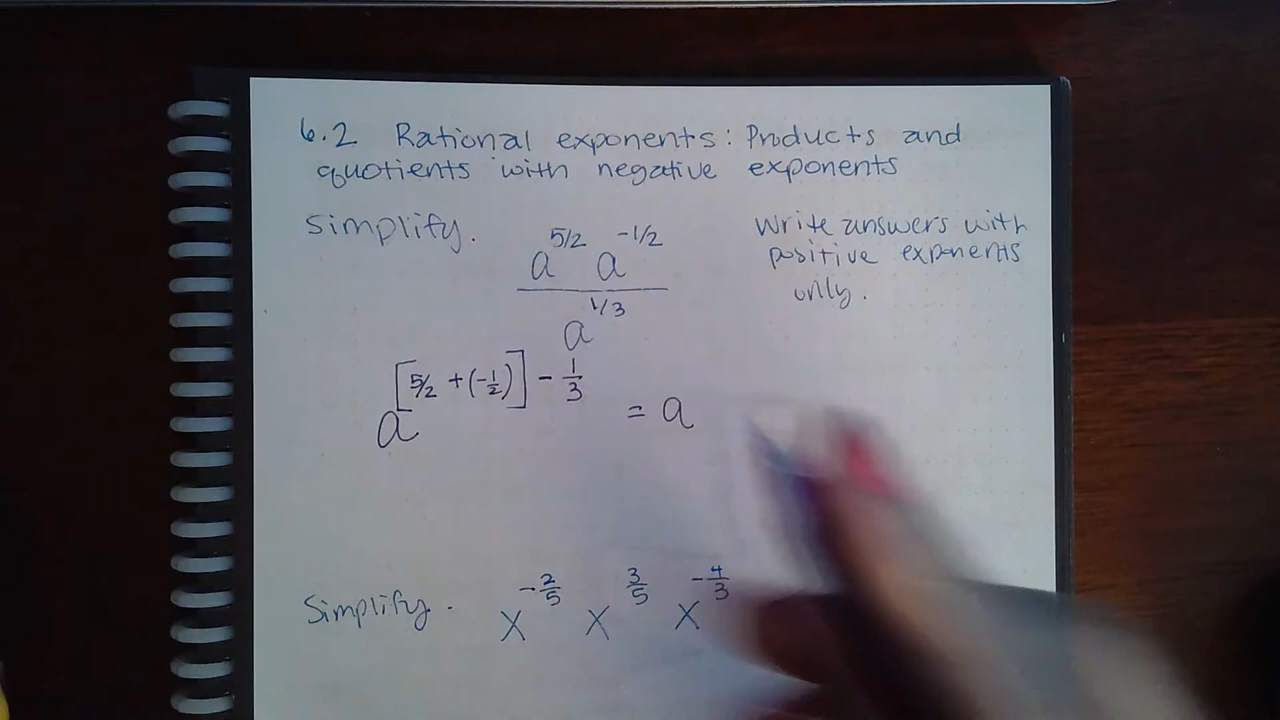 6.2 Rational exponents: Products and
quotients with negative exponents
Simplify.
Write answers with
positive exponents
only.
a^5/2 a^-1/2
a^1/3
a^[5/2 + (-1/2)] - 1/3 = a
Simplify. x^-2/5 x^3/5 x^-4/3